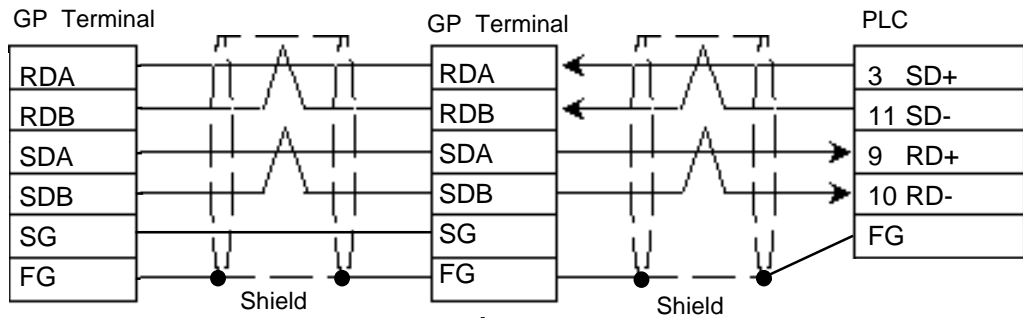 GP Terminal
RDA
RDB
SDA
SDB
SG
FG
Shield
GP Terminal
RDA
RDB
SDA
SDB
SG
FG
Shield
PLC
3 SD+
11 SD-
9 RD+
10 RD-
FG